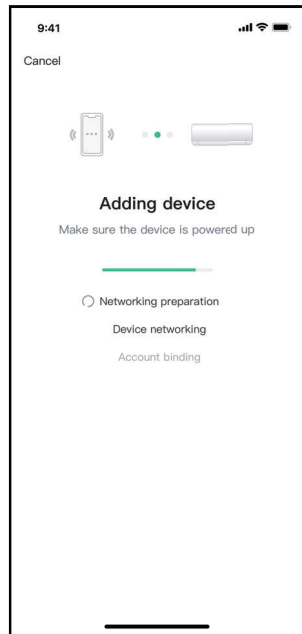 9:41
Cancel
Adding device
Make sure the device is powered up
Networking preparation
Device networking
Account binding